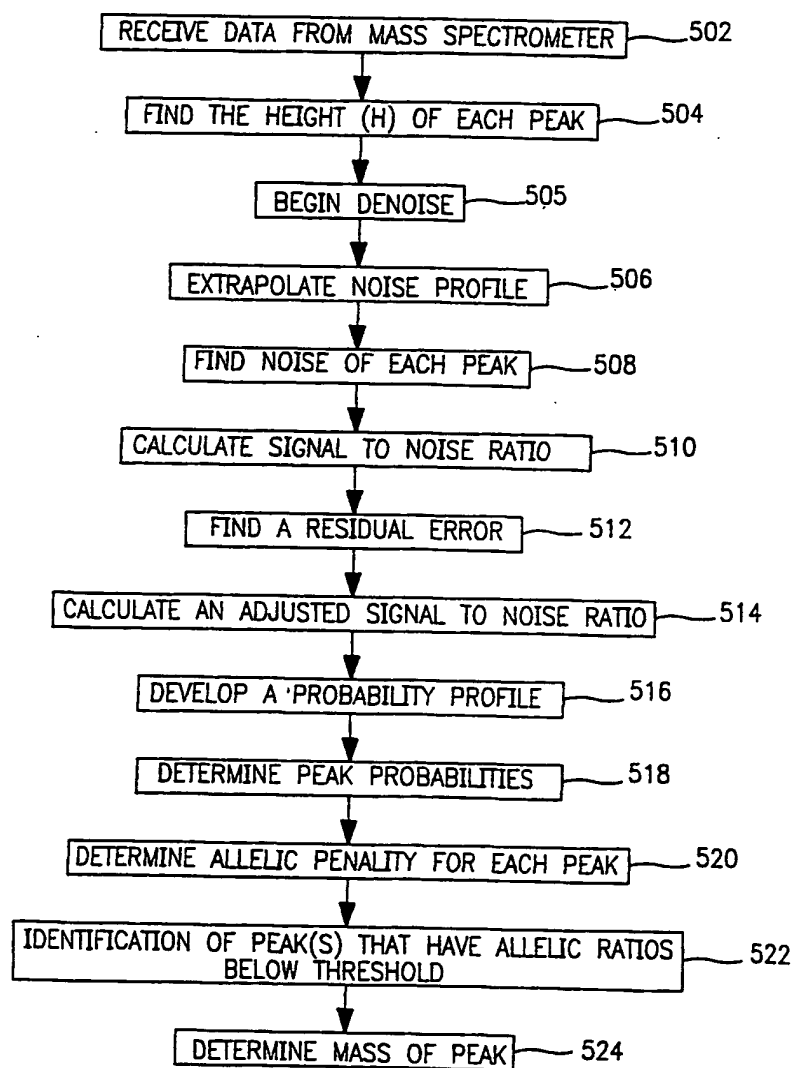 RECEIVE DATA FROM MASS SPECTROMETER 502
FIND THE HEIGHT (H) OF EACH PEAK 504
BEGIN DENOISE 505
EXTRAPOLATE NOISE PROFILE 506
FIND NOISE OF EACH PEAK 508
CALCULATE SIGNAL TO NOISE RATIO 510
FIND A RESIDUAL ERROR 512
CALCULATE AN ADJUSTED SIGNAL TO NOISE RATIO 514
DEVELOP A PROBABILITY PROFILE 516
DETERMINE PEAK PROBABILITIES 518
DETERMINE ALLELIC PENALITY FOR EACH PEAK 520
IDENTIFICATION OF PEAK(S) THAT HAVE ALLELIC RATIOS
BELOW THRESHOLD 522
DETERMINE MASS OF PEAK 524